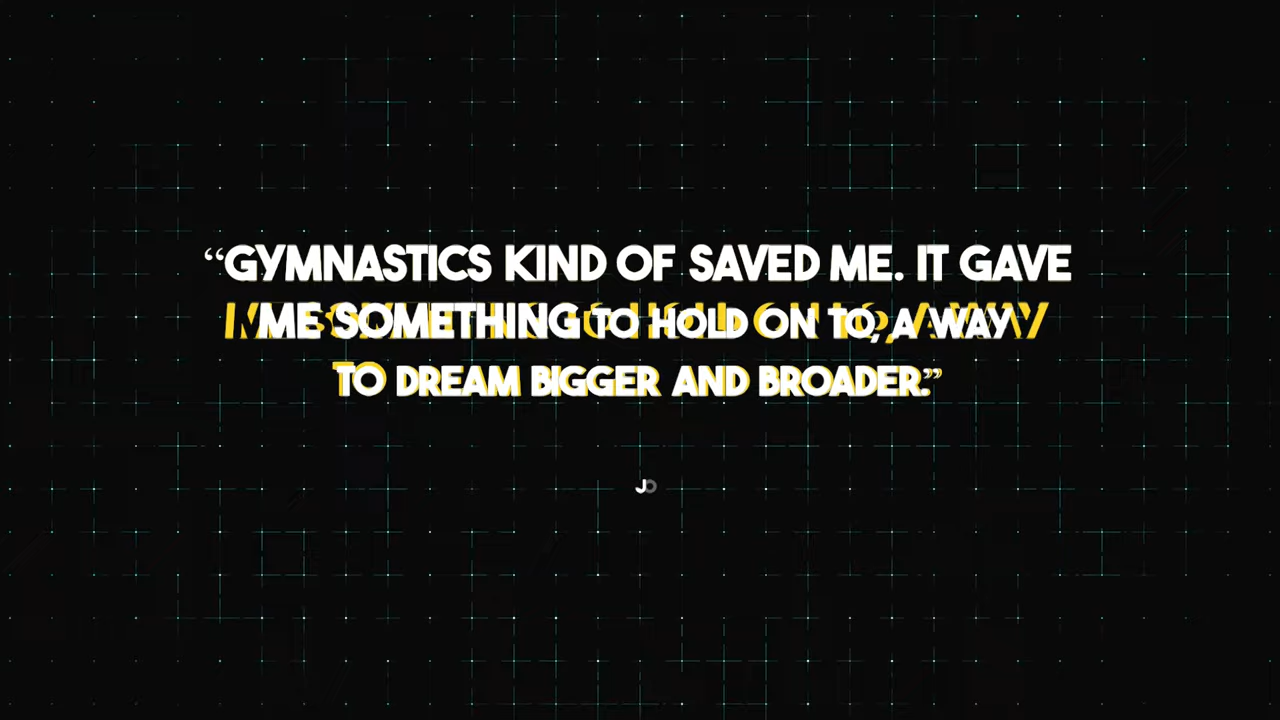 “GYMNASTICS KIND OF SAVED ME. IT GAVE
ME SOMETHING TO HOLD ON TO, A WAY
TO DREAM BIGGER AND BROADER.”
JO